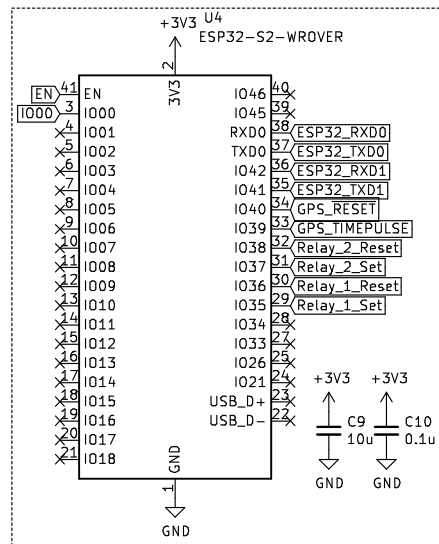 U4
+3V3
ESP32-S2-WROVER
2
3V3
EN 41 EN IO46 40
IO00 3 IO00 IO45 39
4 IO01 RXD0 38 ESP32_RXD0
5 IO02 TXD0 37 ESP32_TXD0
6 IO03 IO42 36 ESP32_RXD1
7 IO04 IO41 35 ESP32_TXD1
8 IO05 IO40 34 GPS_RESET
9 IO06 IO39 33 GPS_TIMEPULSE
10 IO07 IO38 32 Relay_2_Reset
11 IO08 IO37 31 Relay_2_Set
12 IO09 IO36 30 Relay_1_Reset
13 IO10 IO35 29 Relay_1_Set
14 IO11 IO34 28
15 IO12 IO33 27
16 IO13 IO26 25
17 IO14 IO21 24
18 IO15 USB_D+ 23
19 IO16 USB_D- 22
20 IO17
21 IO18
GND
1
GND
+3V3 +3V3
C9 C10
10u 0.1u
GND GND